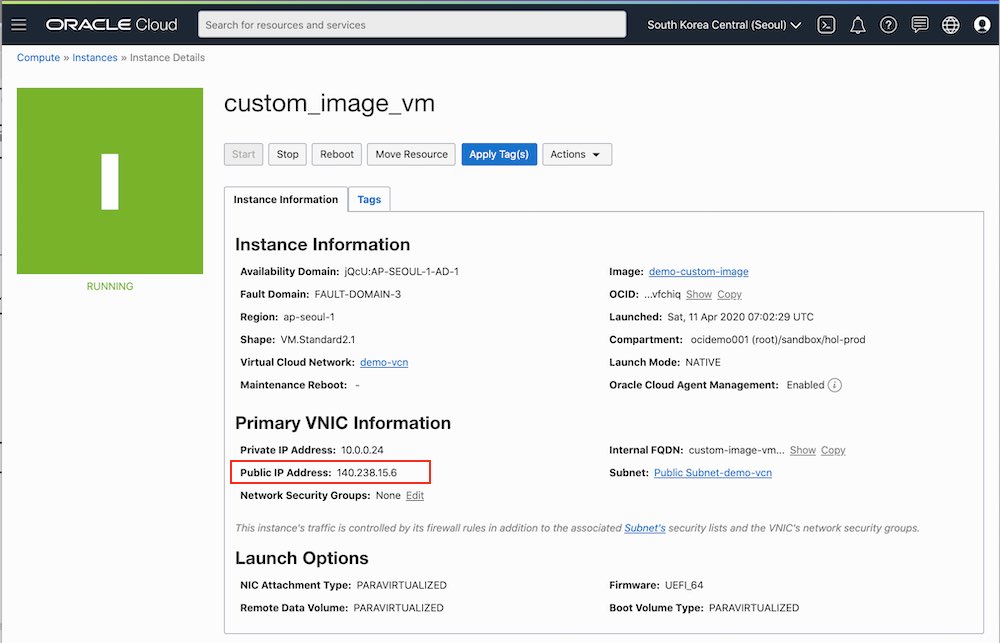 ORACLE Cloud
Search for resources and services
South Korea Central (Seoul)
Compute » Instances » Instance Details
custom_image_vm
Start Stop Reboot Move Resource Apply Tag(s) Actions
Instance Information Tags
RUNNING
Instance Information
Availability Domain: jQcU:AP-SEOUL-1-AD-1
Fault Domain: FAULT-DOMAIN-3
Region: ap-seoul-1
Shape: VM.Standard2.1
Virtual Cloud Network: demo-vcn
Maintenance Reboot: -
Image: demo-custom-image
OCID: ...vfchiq Show Copy
Launched: Sat, 11 Apr 2020 07:02:29 UTC
Compartment: ocidemo001 (root)/sandbox/hol-prod
Launch Mode: NATIVE
Oracle Cloud Agent Management: Enabled i
Primary VNIC Information
Private IP Address: 10.0.0.24
Public IP Address: 140.238.15.6
Network Security Groups: None Edit
Internal FQDN: custom-image-vm... Show Copy
Subnet: Public Subnet-demo-vcn
This instance's traffic is controlled by its firewall rules in addition to the associated Subnet's security lists and the VNIC's network security groups.
Launch Options
NIC Attachment Type: PARAVIRTUALIZED
Remote Data Volume: PARAVIRTUALIZED
Firmware: UEFI_64
Boot Volume Type: PARAVIRTUALIZED